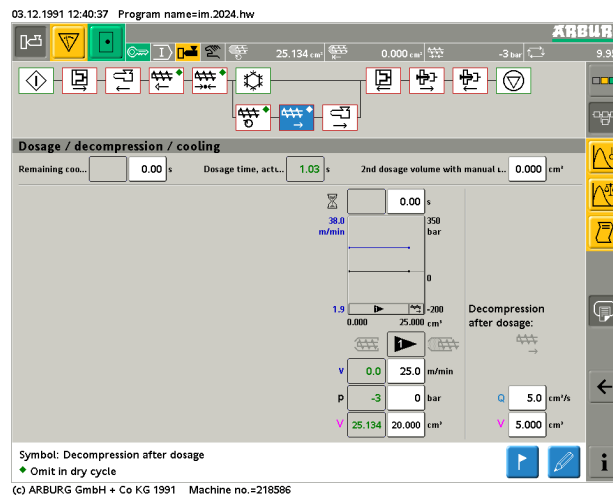 03.12.1991 12:40:37 Program name=im.2024.hw
ARBURG
25.134 cm³ 0.000 cm³ -3 bar 9.95
Dosage / decompression / cooling
Remaining coo... 0.00 s Dosage time, actu... 1.03 s 2nd dosage volume with manual i... 0.000 cm³
0.00 s
38.0 350
m/min bar
0
1.9 -200
0.000 25.000 cm³
Decompression
after dosage:
1
v 0.0 25.0 m/min
p -3 0 bar Q 5.0 cm³/s
V 25.134 20.000 cm³ V 5.000 cm³
Symbol: Decompression after dosage
Omit in dry cycle
i
(c) ARBURG GmbH + Co KG 1991 Machine no.=218586